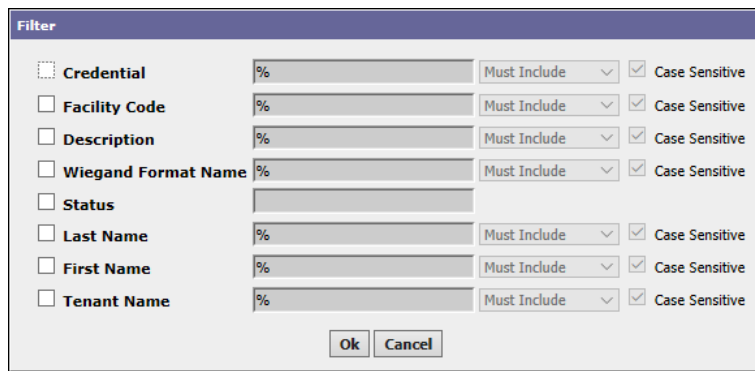 Filter
Credential % Must Include Case Sensitive
Facility Code % Must Include Case Sensitive
Description % Must Include Case Sensitive
Wiegand Format Name % Must Include Case Sensitive
Status
Last Name % Must Include Case Sensitive
First Name % Must Include Case Sensitive
Tenant Name % Must Include Case Sensitive
Ok Cancel